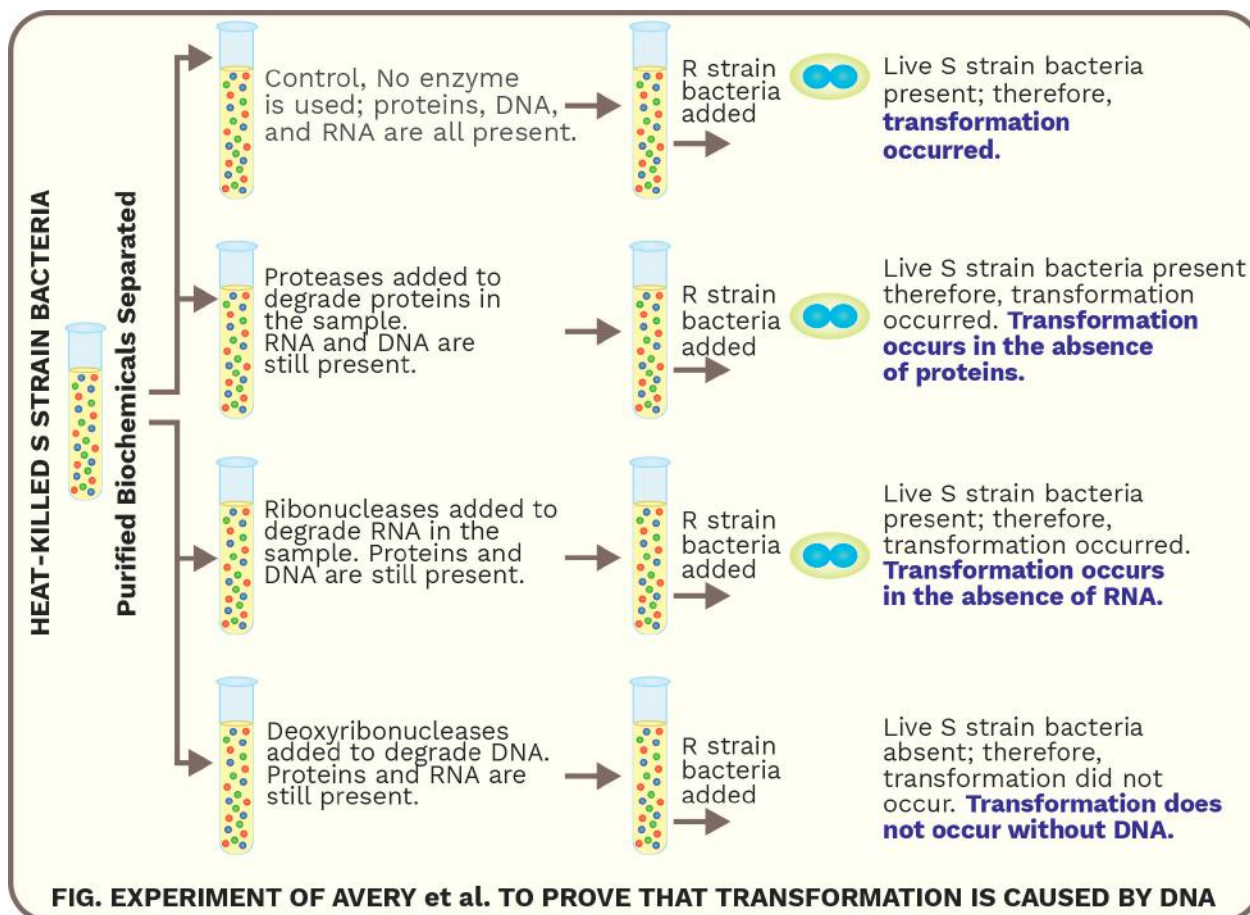 HEAT-KILLED S STRAIN BACTERIA
Purified Biochemicals Separated
Control, No enzyme
is used; proteins, DNA,
and RNA are all present.
R strain
bacteria
added
Live S strain bacteria
present; therefore,
transformation
occurred.
Proteases added to
degrade proteins in
the sample.
RNA and DNA are
still present.
R strain
bacteria
added
Live S strain bacteria present
therefore, transformation
occurred. Transformation
occurs in the absence
of proteins.
Ribonucleases added to
degrade RNA in the
sample. Proteins and
DNA are still present.
R strain
bacteria
added
Live S strain bacteria
present; therefore,
transformation occurred.
Transformation occurs
in the absence of RNA.
Deoxyribonucleases
added to degrade DNA.
Proteins and RNA are
still present.
R strain
bacteria
added
Live S strain bacteria
absent; therefore,
transformation did not
occur. Transformation does
not occur without DNA.
FIG. EXPERIMENT OF AVERY et al. TO PROVE THAT TRANSFORMATION IS CAUSED BY DNA